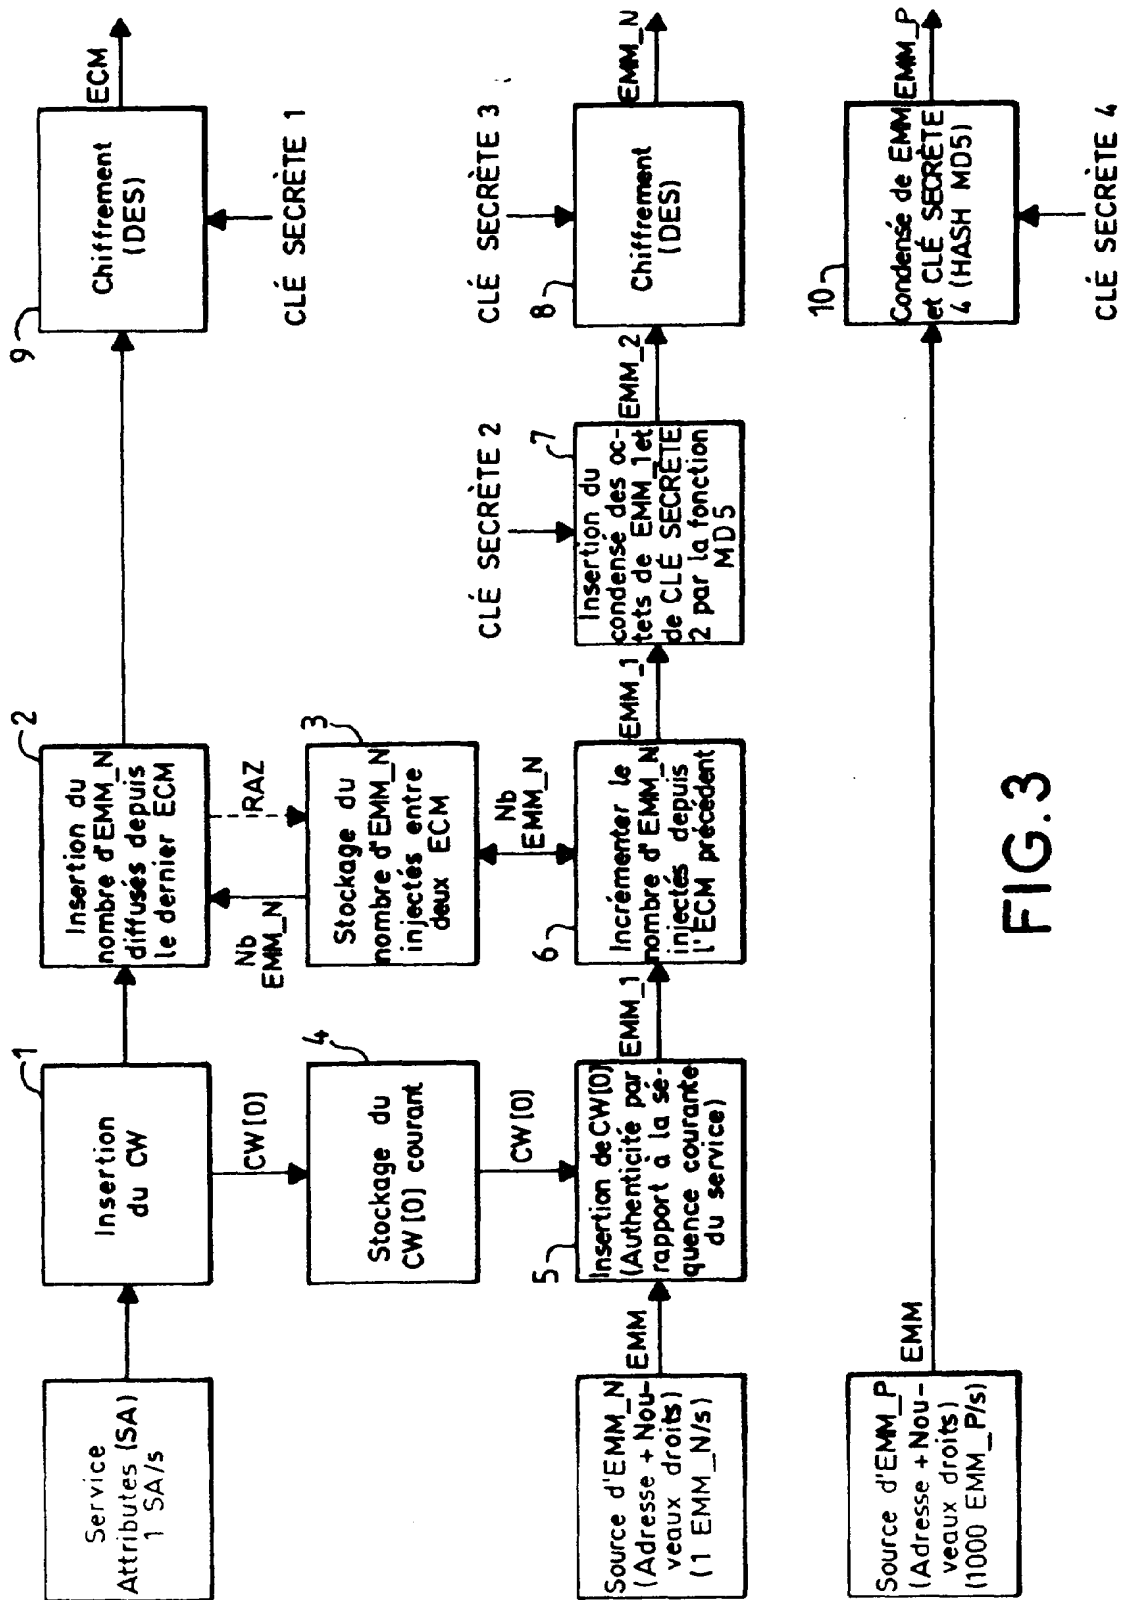 Service
Attributes (SA)
1 SA/s
1
Insertion
du CW
2
Insertion du
nombre d'EMM_N
diffusés depuis
le dernier ECM
9
Chiffrement
(DES)
ECM
CLÉ SECRÈTE 1
CW[0]
4
Stockage du
CW[0] courant
CW[0]
Nb
EMM_N
RAZ
3
Stockage du
nombre d'EMM_N
injectés entre
deux ECM
Nb
EMM_N
Source d'EMM_N
(Adresse + Nou-
veaux droits)
(1 EMM_N/s)
EMM
5
Insertion de CW[0]
(Authenticité par
rapport à la sé-
quence courante
du service)
EMM_1
6
Incrémenter le
nombre d'EMM_N
injectés depuis
l'ECM précédent
EMM_1
CLÉ SECRÈTE 2
7
Insertion du
condensé des oc-
tets de EMM_1 et
de CLÉ SECRÈTE
2 par la fonction
MD5
EMM_2
CLÉ SECRÈTE 3
8
Chiffrement
(DES)
EMM_N
Source d'EMM_P
(Adresse + Nou-
veaux droits)
(1000 EMM_P/s)
EMM
10
Condensé de EMM
et CLÉ SECRÈTE
4 (HASH MD5)
EMM_P
CLÉ SECRÈTE 4
FIG.3